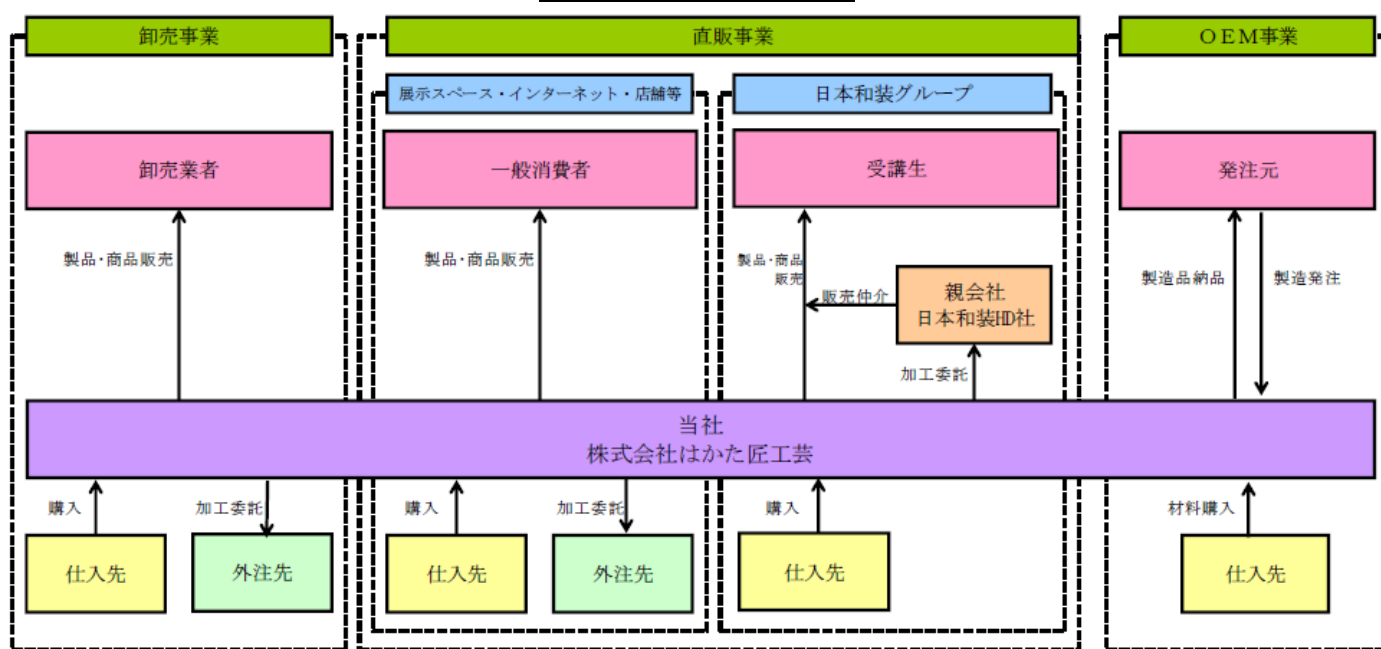 卸売事業
直販事業
OEM事業
展示スペース・インターネット・店舗等
日本和装グループ
卸売業者
一般消費者
受講生
発注元
製品・商品販売
製品・商品販売
製品・商品
販売
販売仲介
親会社
日本和装HD社
製造品納品
製造発注
加工委託
当社
株式会社はかた匠工芸
購入
加工委託
購入
加工委託
購入
材料購入
仕入先
外注先
仕入先
外注先
仕入先
仕入先